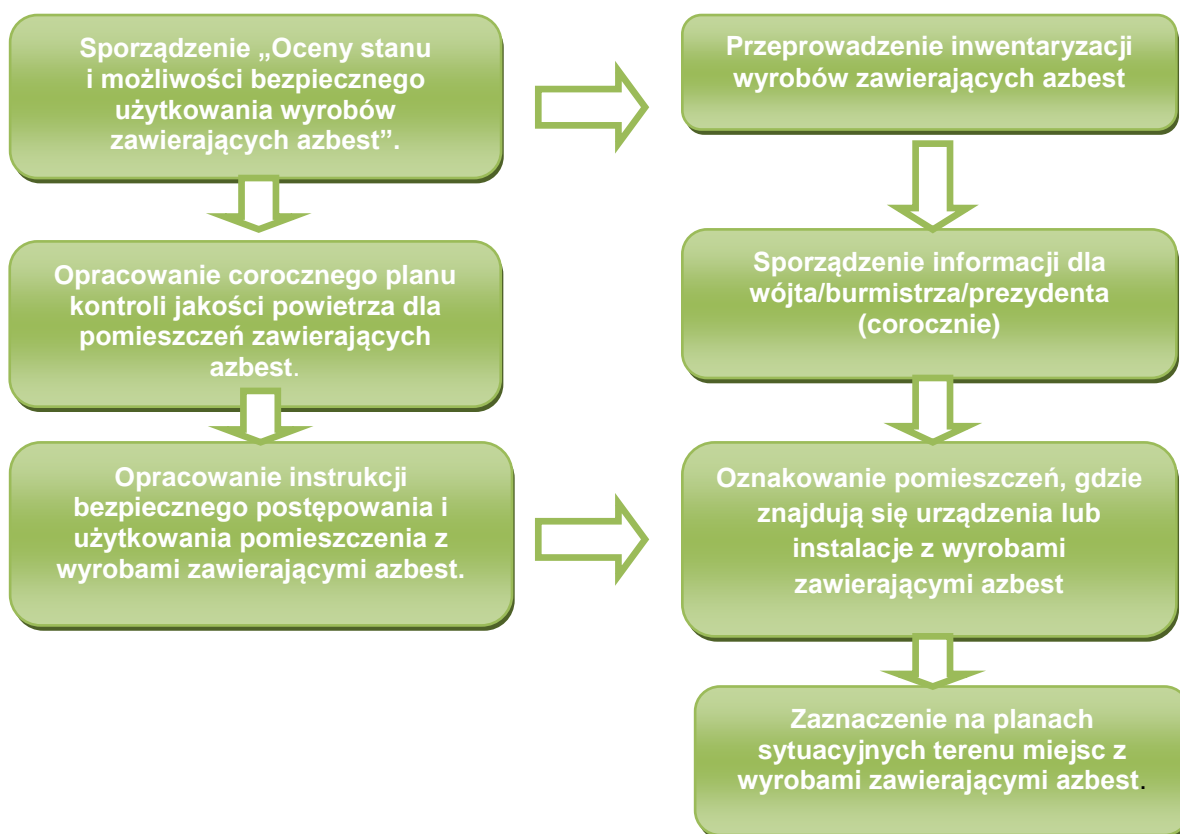 Sporządzenie „Oceny stanu
i możliwości bezpiecznego
użytkowania wyrobów
zawierających azbest”.
Przeprowadzenie inwentaryzacji
wyrobów zawierających azbest
Opracowanie corocznego planu
kontroli jakości powietrza dla
pomieszczeń zawierających
azbest.
Sporządzenie informacji dla
wójta/burmistrza/prezydenta
(corocznie)
Opracowanie instrukcji
bezpiecznego postępowania i
użytkowania pomieszczenia z
wyrobami zawierającymi azbest.
Oznakowanie pomieszczeń, gdzie
znajdują się urządzenia lub
instalacje z wyrobami
zawierającymi azbest
Zaznaczenie na planach
sytuacyjnych terenu miejsc z
wyrobami zawierającymi azbest.